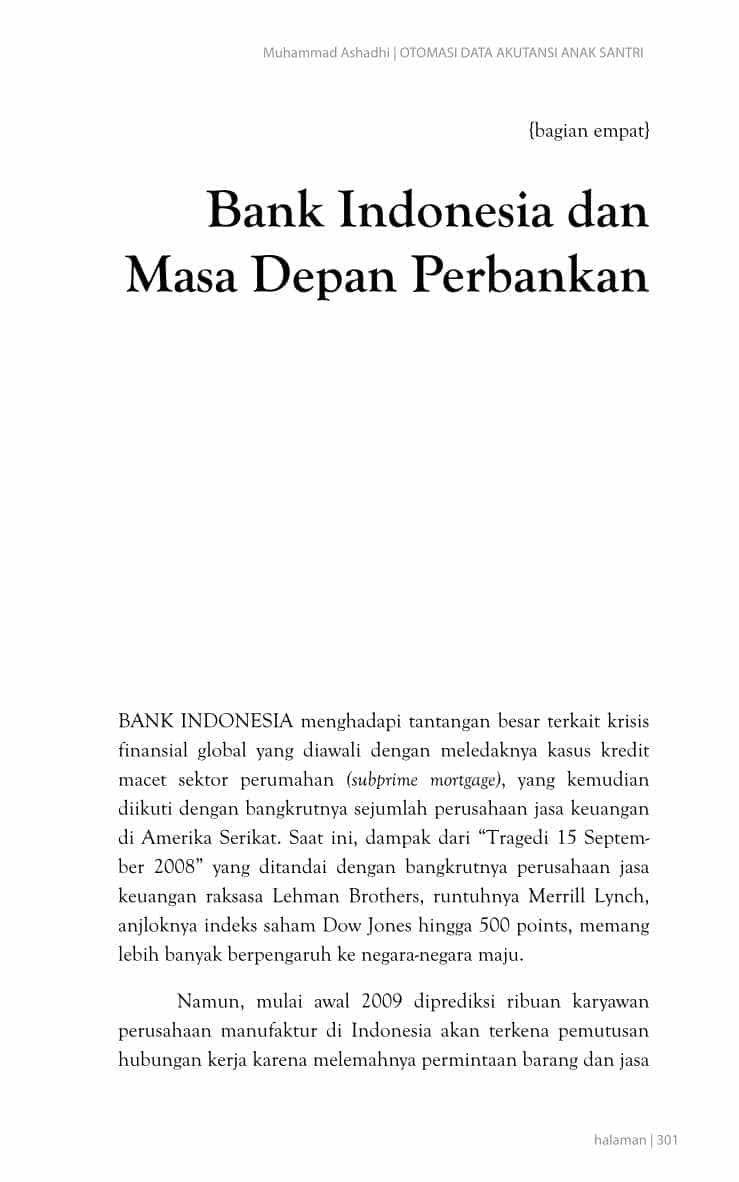 Muhammad Ashadhi | OTOMASI DATA AKUTANSI ANAK SANTRI
{bagian empat}
Bank Indonesia dan
Masa Depan Perbankan
BANK INDONESIA menghadapi tantangan besar terkait krisis
finansial global yang diawali dengan meledaknya kasus kredit
macet sektor perumahan (subprime mortgage), yang kemudian
diikuti dengan bangkrutnya sejumlah perusahaan jasa keuangan
di Amerika Serikat. Saat ini, dampak dari “Tragedi 15 Septem-
ber 2008” yang ditandai dengan bangkrutnya perusahaan jasa
keuangan raksasa Lehman Brothers, runtuhnya Merrill Lynch,
anjloknya indeks saham Dow Jones hingga 500 points, memang
lebih banyak berpengaruh ke negara-negara maju.
Namun, mulai awal 2009 diprediksi ribuan karyawan
perusahaan manufaktur di Indonesia akan terkena pemutusan
hubungan kerja karena melemahnya permintaan barang dan jasa
halaman | 301